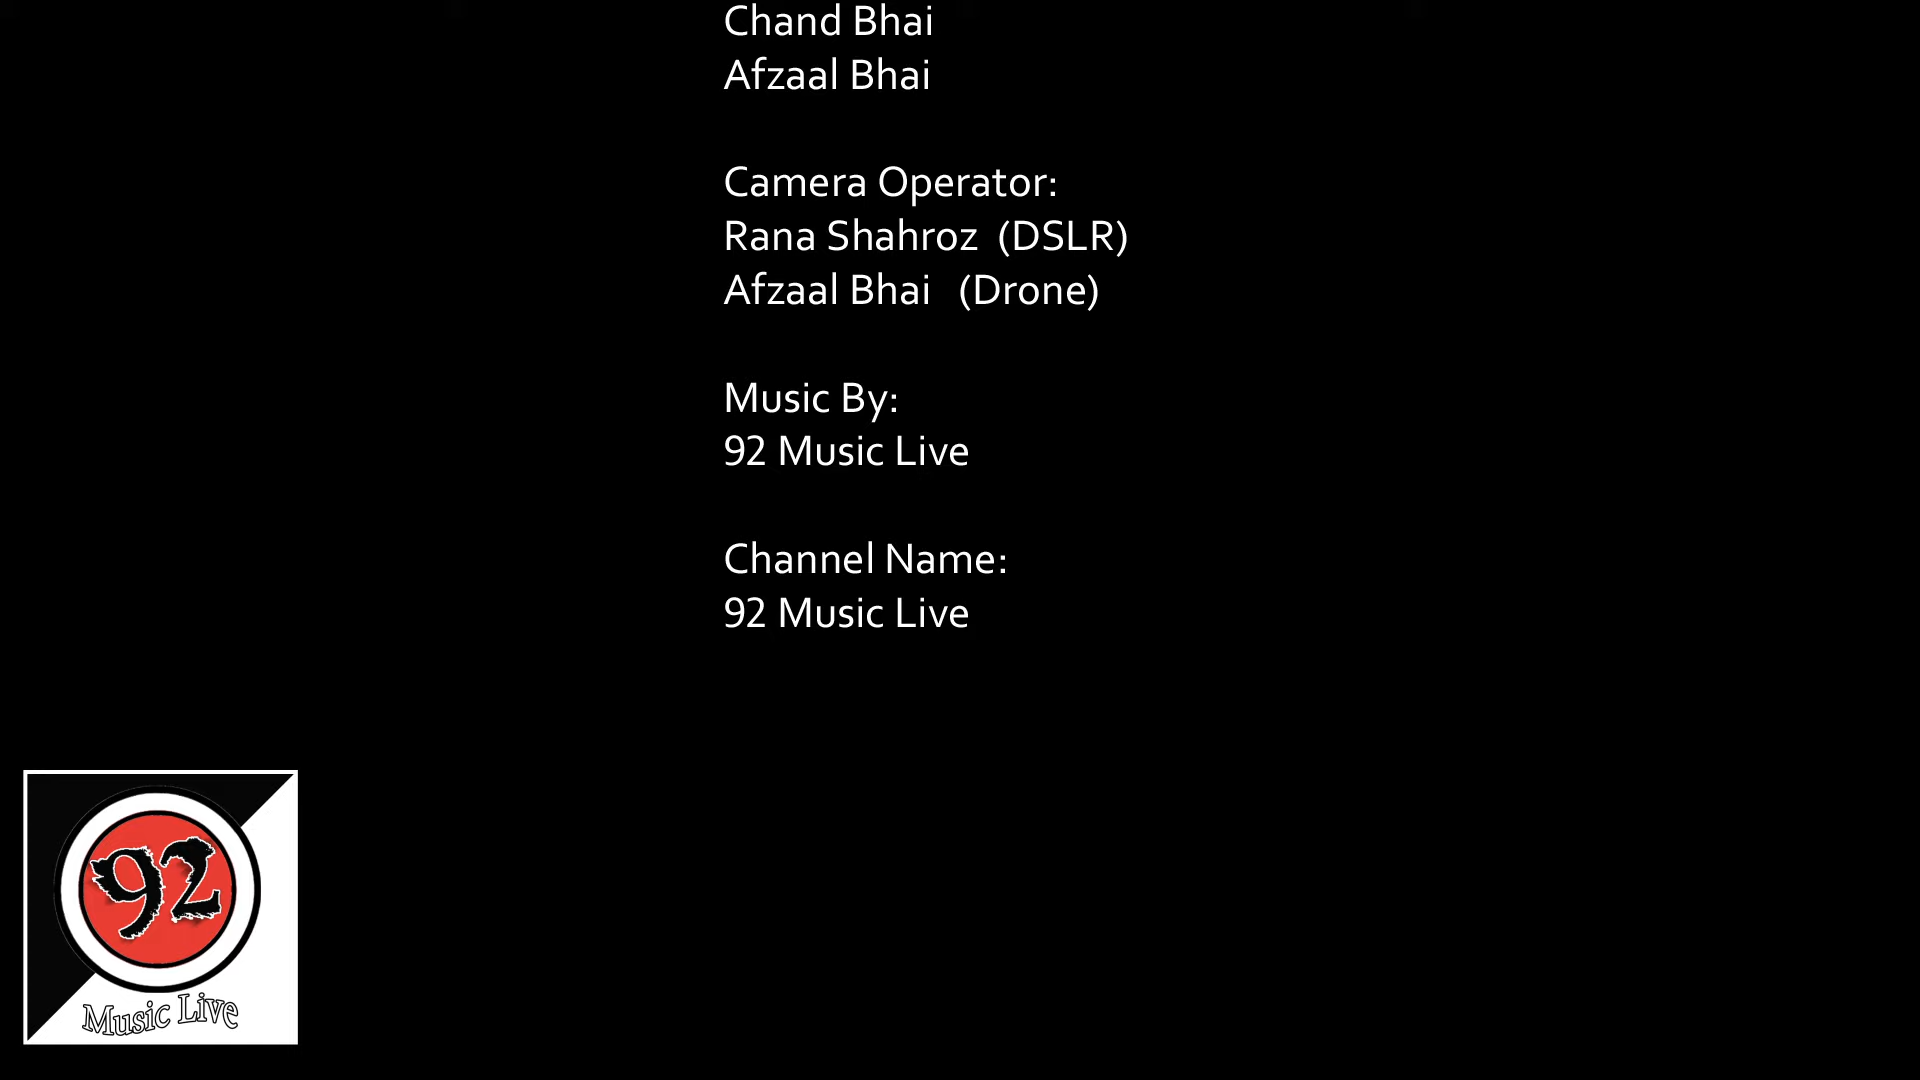 Chand Bhai
Afzaal Bhai
Camera Operator:
Rana Shahroz  (DSLR)
Afzaal Bhai   (Drone)
Music By:
92 Music Live
Channel Name:
92 Music Live
92
Music Live